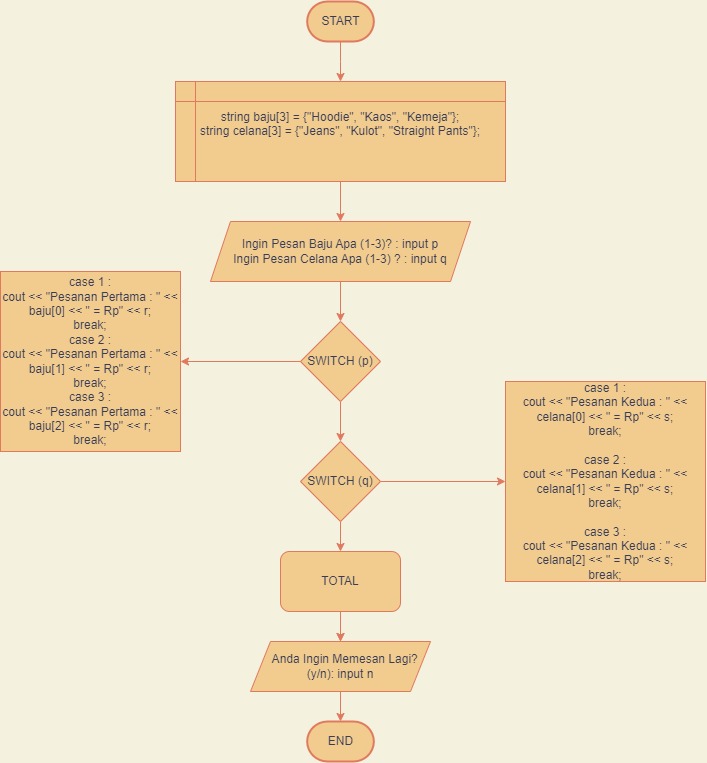 START
string baju[3] = {"Hoodie", "Kaos", "Kemeja"};
string celana[3] = {"Jeans", "Kulot", "Straight Pants"};
Ingin Pesan Baju Apa (1-3)? : input p
Ingin Pesan Celana Apa (1-3) ? : input q
SWITCH (p)
case 1 :
cout << "Pesanan Pertama : " <<
baju[0] << " = Rp" << r;
break;
case 2 :
cout << "Pesanan Pertama : " <<
baju[1] << " = Rp" << r;
break;
case 3 :
cout << "Pesanan Pertama : " <<
baju[2] << " = Rp" << r;
break;
SWITCH (q)
case 1 :
cout << "Pesanan Kedua : " <<
celana[0] << " = Rp" << s;
break;
case 2 :
cout << "Pesanan Kedua : " <<
celana[1] << " = Rp" << s;
break;
case 3 :
cout << "Pesanan Kedua : " <<
celana[2] << " = Rp" << s;
break;
TOTAL
Anda Ingin Memesan Lagi?
(y/n): input n
END